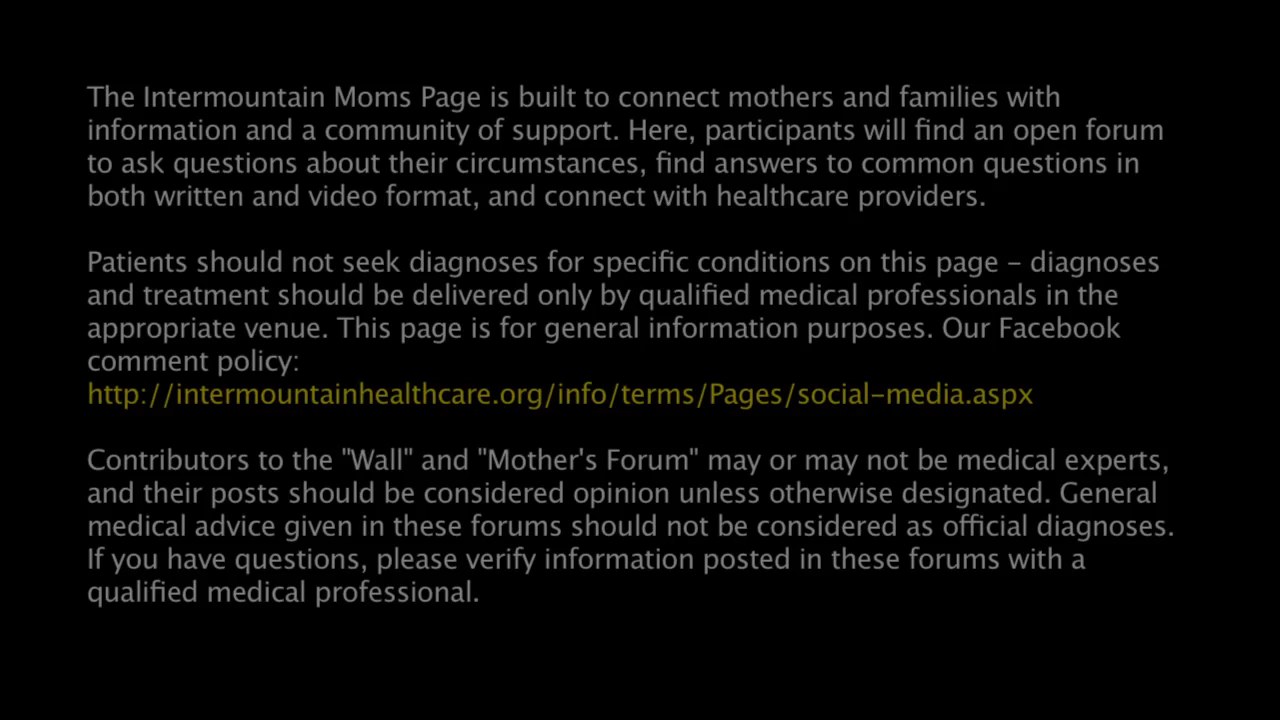 The Intermountain Moms Page is built to connect mothers and families with
information and a community of support. Here, participants will find an open forum
to ask questions about their circumstances, find answers to common questions in
both written and video format, and connect with healthcare providers.
Patients should not seek diagnoses for specific conditions on this page – diagnoses
and treatment should be delivered only by qualified medical professionals in the
appropriate venue. This page is for general information purposes. Our Facebook
comment policy:
http://intermountainhealthcare.org/info/terms/Pages/social-media.aspx
Contributors to the "Wall" and "Mother's Forum" may or may not be medical experts,
and their posts should be considered opinion unless otherwise designated. General
medical advice given in these forums should not be considered as official diagnoses.
If you have questions, please verify information posted in these forums with a
qualified medical professional.